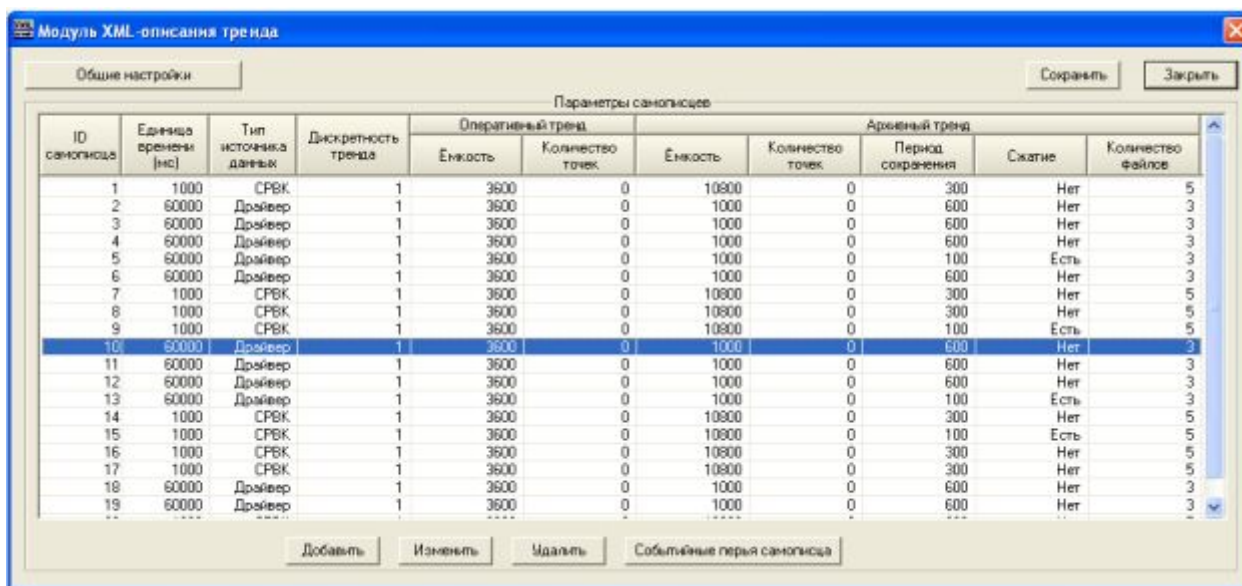 Модуль XML-описания тренда
Общие настройки Сохранить Закрыть
Параметры самописцев
ID самописца Единица времени (мс) Тип источника данных Дискретность тренда Оперативный тренд Архивный тренд
Ёмкость Количество точек Ёмкость Количество точек Период сохранения Сжатие Количество файлов
1 1000 СРВК 1 3600 0 10800 0 300 Нет 5
2 60000 Драйвер 1 3600 0 1000 0 600 Нет 3
3 60000 Драйвер 1 3600 0 1000 0 600 Нет 3
4 60000 Драйвер 1 3600 0 1000 0 600 Нет 3
5 60000 Драйвер 1 3600 0 1000 0 100 Есть 3
6 60000 Драйвер 1 3600 0 1000 0 600 Нет 3
7 1000 СРВК 1 3600 0 10800 0 300 Нет 5
8 1000 СРВК 1 3600 0 10800 0 300 Нет 5
9 1000 СРВК 1 3600 0 10800 0 100 Есть 5
10 60000 Драйвер 1 3600 0 1000 0 600 Нет 3
11 60000 Драйвер 1 3600 0 1000 0 600 Нет 3
12 60000 Драйвер 1 3600 0 1000 0 600 Нет 3
13 60000 Драйвер 1 3600 0 1000 0 100 Есть 3
14 1000 СРВК 1 3600 0 10800 0 300 Нет 5
15 1000 СРВК 1 3600 0 10800 0 100 Есть 5
16 1000 СРВК 1 3600 0 10800 0 300 Нет 5
17 1000 СРВК 1 3600 0 10800 0 300 Нет 5
18 60000 Драйвер 1 3600 0 1000 0 600 Нет 3
19 60000 Драйвер 1 3600 0 1000 0 600 Нет 3
Добавить Изменить Удалить Событийные перья самописца